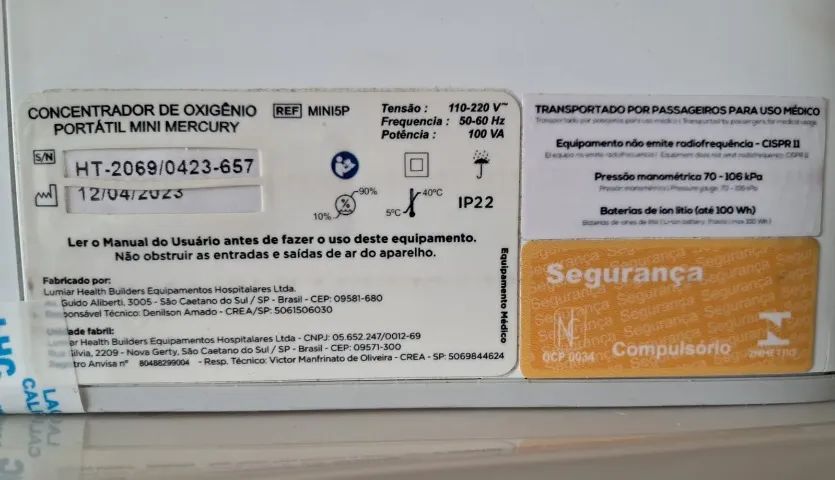 CONCENTRADOR DE OXIGÊNIO
PORTÁTIL MINI MERCURY
REF MINI5P
Tensão : 110-220 V~
Frequencia : 50-60 Hz
Potência : 100 VA
S/N HT-2069/0423-657
12/04/2023
10% % 90%
5°C 40°C
IP22
Ler o Manual do Usuário antes de fazer o uso deste equipamento.
Não obstruir as entradas e saídas de ar do aparelho.
Equipamento Médico
Fabricado por:
Lumiar Health Builders Equipamentos Hospitalares Ltda.
Guido Aliberti, 3005 - São Caetano do Sul / SP - Brasil - CEP: 09581-680
ponsável Técnico: Denilson Amado - CREA/SP: 5061506030
Unidade fabril:
Lumiar Health Builders Equipamentos Hospitalares Ltda - CNPJ: 05.652.247/0012-69
Silvia, 2209 - Nova Gerty, São Caetano do Sul / SP - Brasil - CEP: 09571-300
Registro Anvisa nº 80488299004 - Resp. Técnico: Victor Manfrinato de Oliveira - CREA - SP: 5069844624
TRANSPORTADO POR PASSAGEIROS PARA USO MÉDICO
Equipamento não emite radiofrequência - CISPR 11
Pressão manométrica 70 - 106 kPa
Baterias de íon lítio (até 100 Wh)
Segurança
OCP 0034
Compulsório
INMETRO